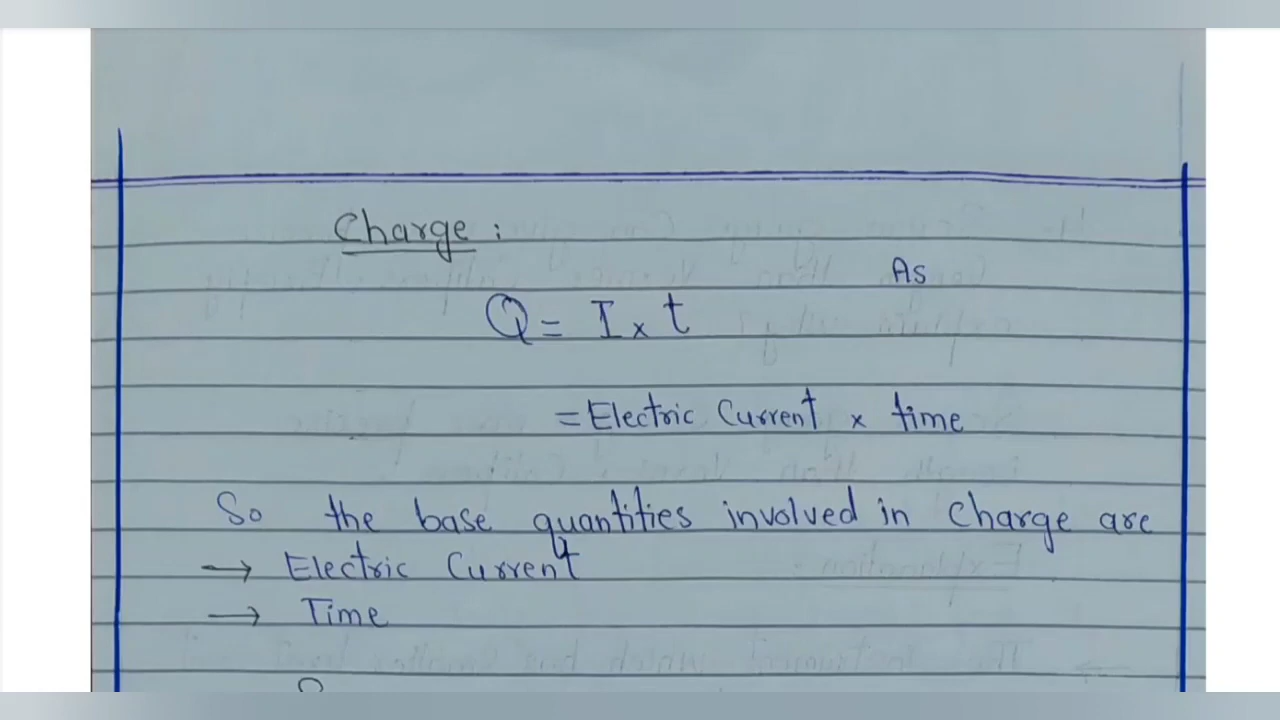 Charge :
As
Q = I × t
= Electric Current × time
So the base quantities involved in charge are
→ Electric Current
→ Time